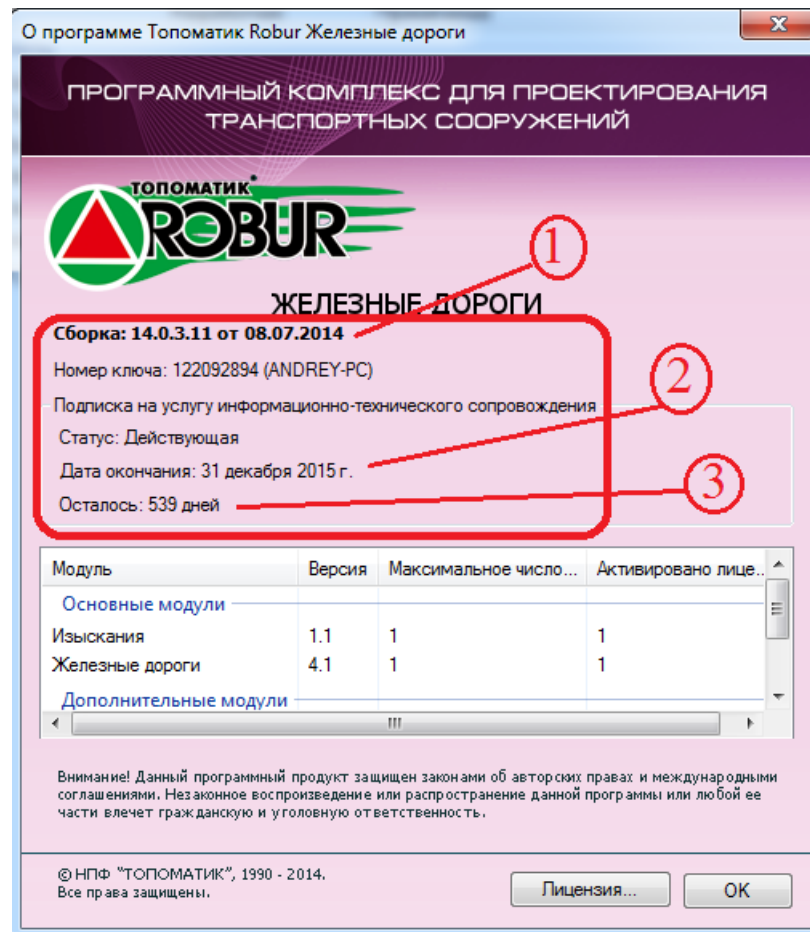 О программе Топоматик Robur Железные дороги
ПРОГРАММНЫЙ КОМПЛЕКС ДЛЯ ПРОЕКТИРОВАНИЯ
ТРАНСПОРТНЫХ СООРУЖЕНИЙ
ТОПОМАТИК
ROBUR
1
ЖЕЛЕЗНЫЕ ДОРОГИ
Сборка: 14.0.3.11 от 08.07.2014
Номер ключа: 122092894 (ANDREY-PC)
2
Подписка на услугу информационно-технического сопровождения
Статус: Действующая
Дата окончания: 31 декабря 2015 г.
3
Осталось: 539 дней
Модуль Версия Максимальное число... Активировано лице...
Основные модули
Изыскания 1.1 1 1
Железные дороги 4.1 1 1
Дополнительные модули
Внимание! Данный программный продукт защищен законами об авторских правах и международными
соглашениями. Незаконное воспроизведение или распространение данной программы или любой ее
части влечет гражданскую и уголовную ответственность.
© НПФ "ТОПОМАТИК", 1990 - 2014.
Все права защищены.
Лицензия... OK